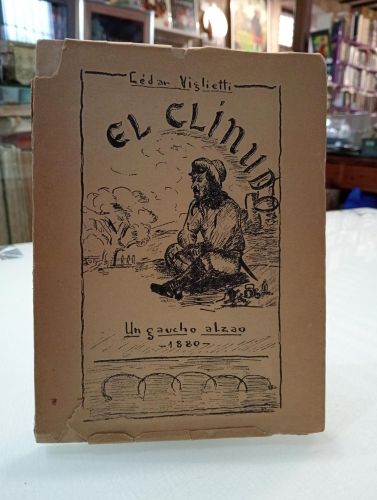 Cédar Viglietti
EL CLINUDO
Un gaucho alzao
-1880-